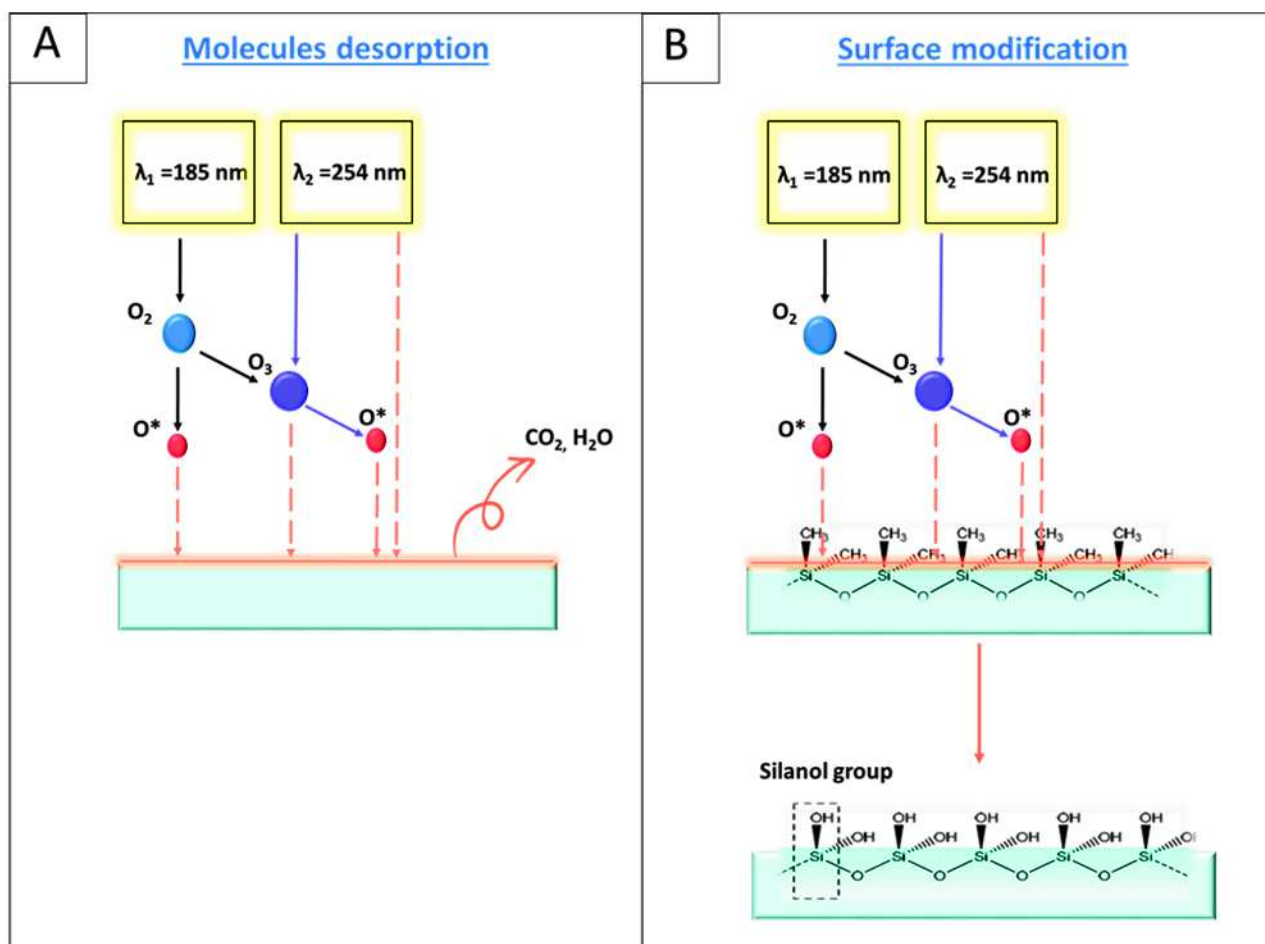 A
Molecules desorption
λ₁ =185 nm
λ₂ =254 nm
O₂
O₃
O*
O*
CO₂, H₂O
B
Surface modification
λ₁ =185 nm
λ₂ =254 nm
O₂
O₃
O*
O*
CH₃ CH₃ CH₃ CH₃ CH₃
CH₃ CH₃ CH₃ CH₃ CH
Si Si Si Si Si
O O O O
Silanol group
OH OH OH OH OH
OH OH OH OH OH
Si Si Si Si Si
O O O O